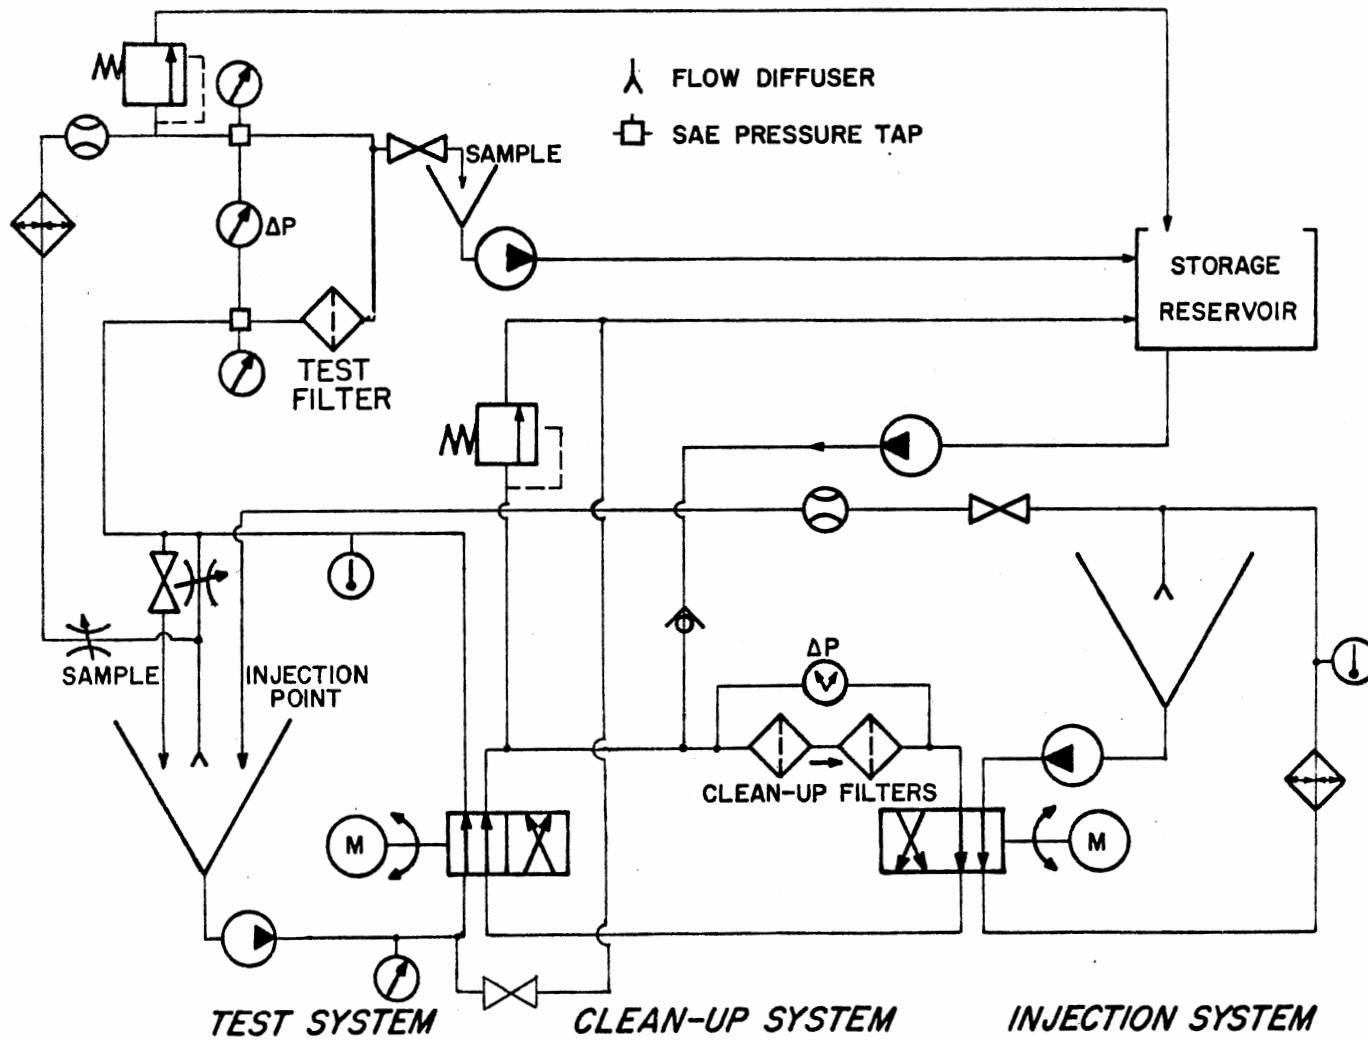 FLOW DIFFUSER
SAE PRESSURE TAP
SAMPLE
ΔP
STORAGE
RESERVOIR
TEST
FILTER
SAMPLE
INJECTION
POINT
ΔP
CLEAN-UP FILTERS
M
M
TEST SYSTEM
CLEAN-UP SYSTEM
INJECTION SYSTEM